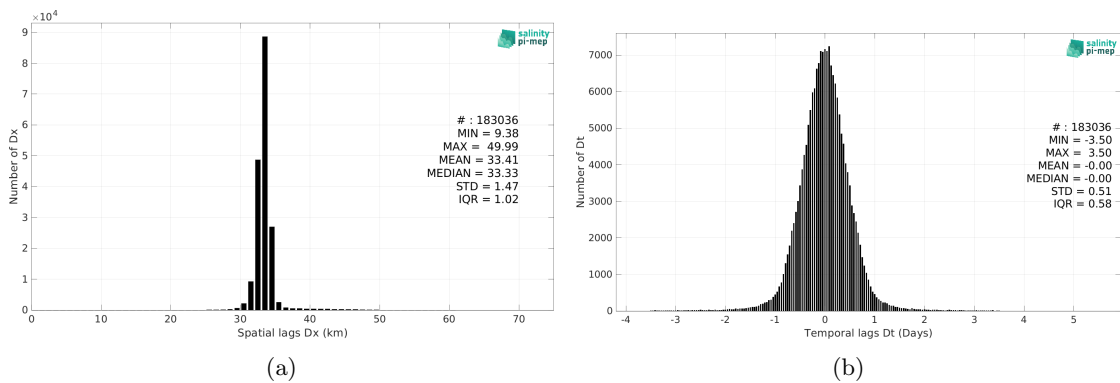 ×10⁴
9
8
7
6
5
4
3
2
1
0
Number of Dx
salinity
pi-mep
# : 183036
MIN = 9.38
MAX = 49.99
MEAN = 33.41
MEDIAN = 33.33
STD = 1.47
IQR = 1.02
0 10 20 30 40 50 60 70
Spatial lags Dx (km)
(a)
7000
6000
5000
4000
3000
2000
1000
0
Number of Dt
salinity
pi-mep
# : 183036
MIN = -3.50
MAX = 3.50
MEAN = -0.00
MEDIAN = -0.00
STD = 0.51
IQR = 0.58
-4 -3 -2 -1 0 1 2 3 4 5
Temporal lags Dt (Days)
(b)